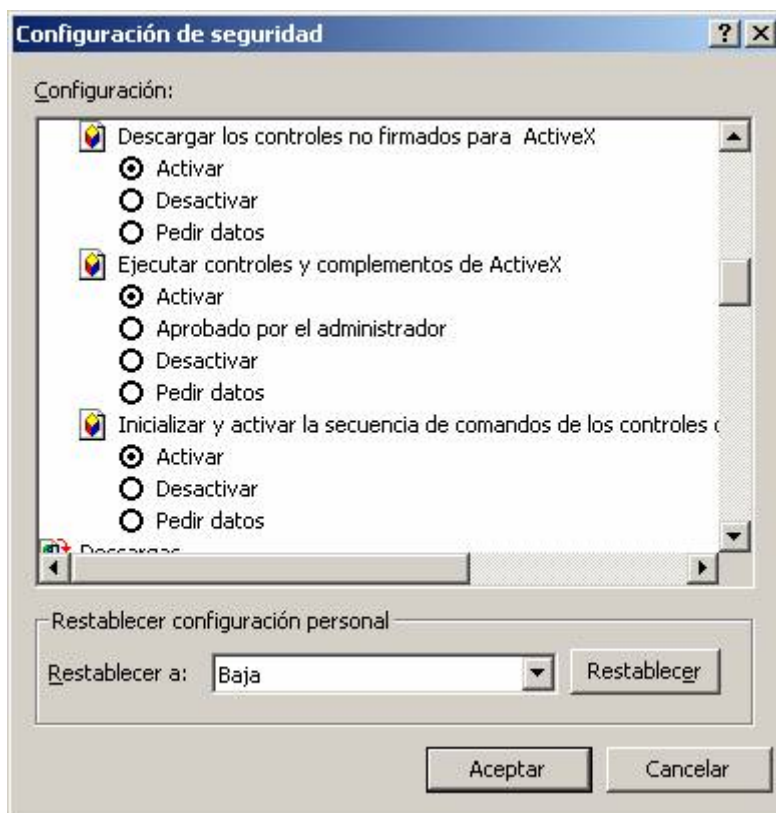 Configuración de seguridad
Configuración:
Descargar los controles no firmados para ActiveX
Activar
Desactivar
Pedir datos
Ejecutar controles y complementos de ActiveX
Activar
Aprobado por el administrador
Desactivar
Pedir datos
Inicializar y activar la secuencia de comandos de los controles
Activar
Desactivar
Pedir datos
Descargas
Restablecer configuración personal
Restablecer a: Baja Restablecer
Aceptar Cancelar